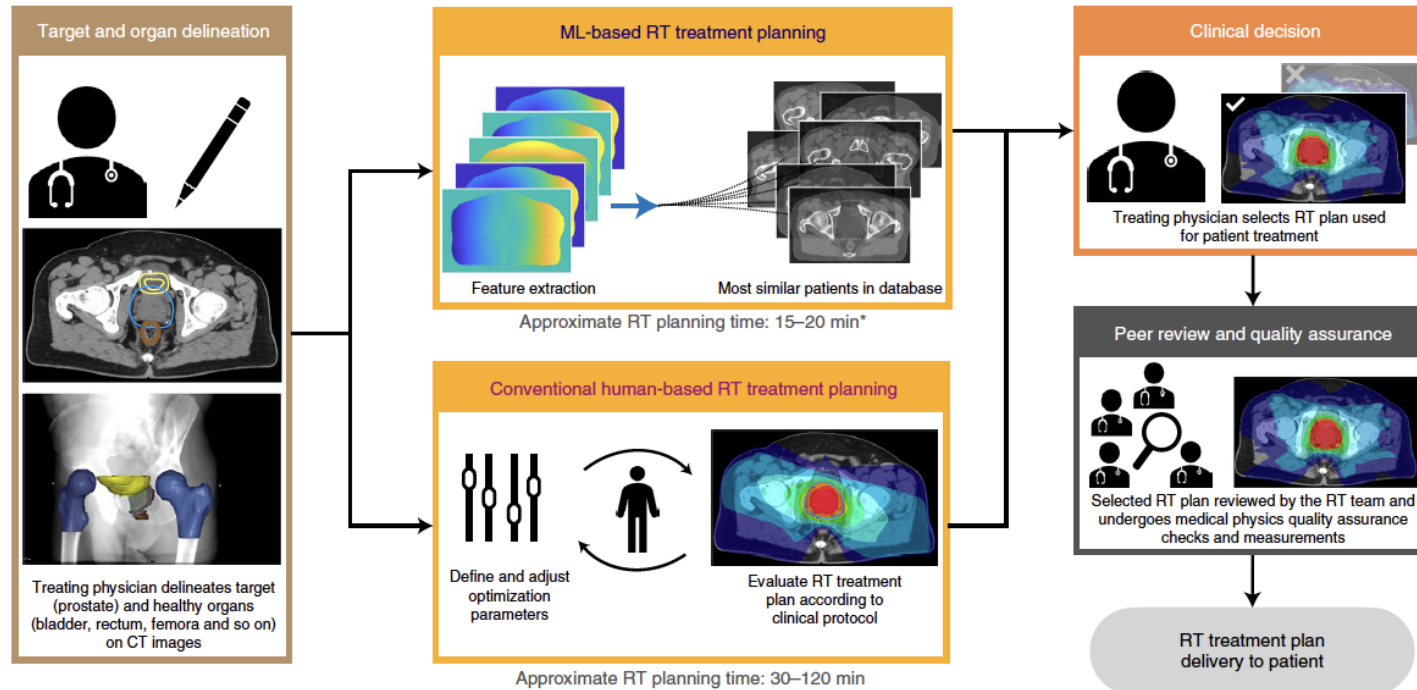 Target and organ delineation
Treating physician delineates target
(prostate) and healthy organs
(bladder, rectum, femora and so on)
on CT images
ML-based RT treatment planning
Feature extraction
Most similar patients in database
Approximate RT planning time: 15–20 min*
Conventional human-based RT treatment planning
Define and adjust
optimization
parameters
Evaluate RT treatment
plan according to
clinical protocol
Approximate RT planning time: 30–120 min
Clinical decision
Treating physician selects RT plan used
for patient treatment
Peer review and quality assurance
Selected RT plan reviewed by the RT team and
undergoes medical physics quality assurance
checks and measurements
RT treatment plan
delivery to patient